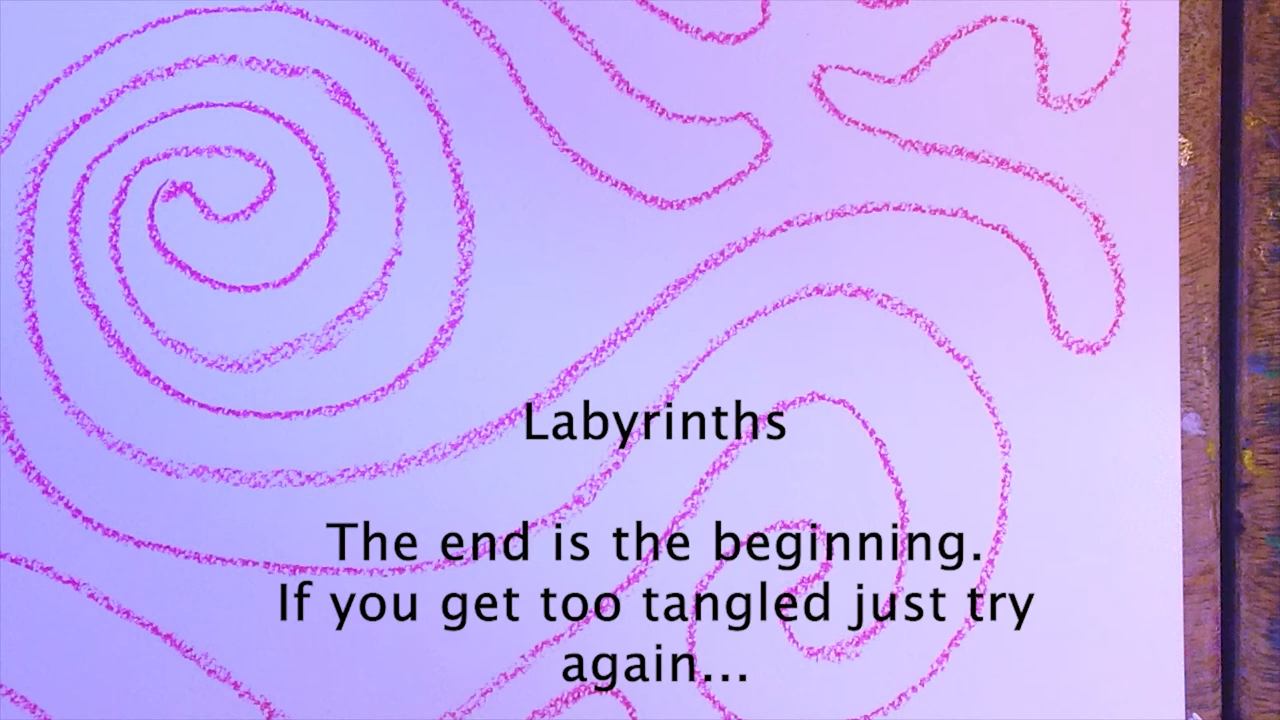 Labyrinths
The end is the beginning.
If you get too tangled just try
again...